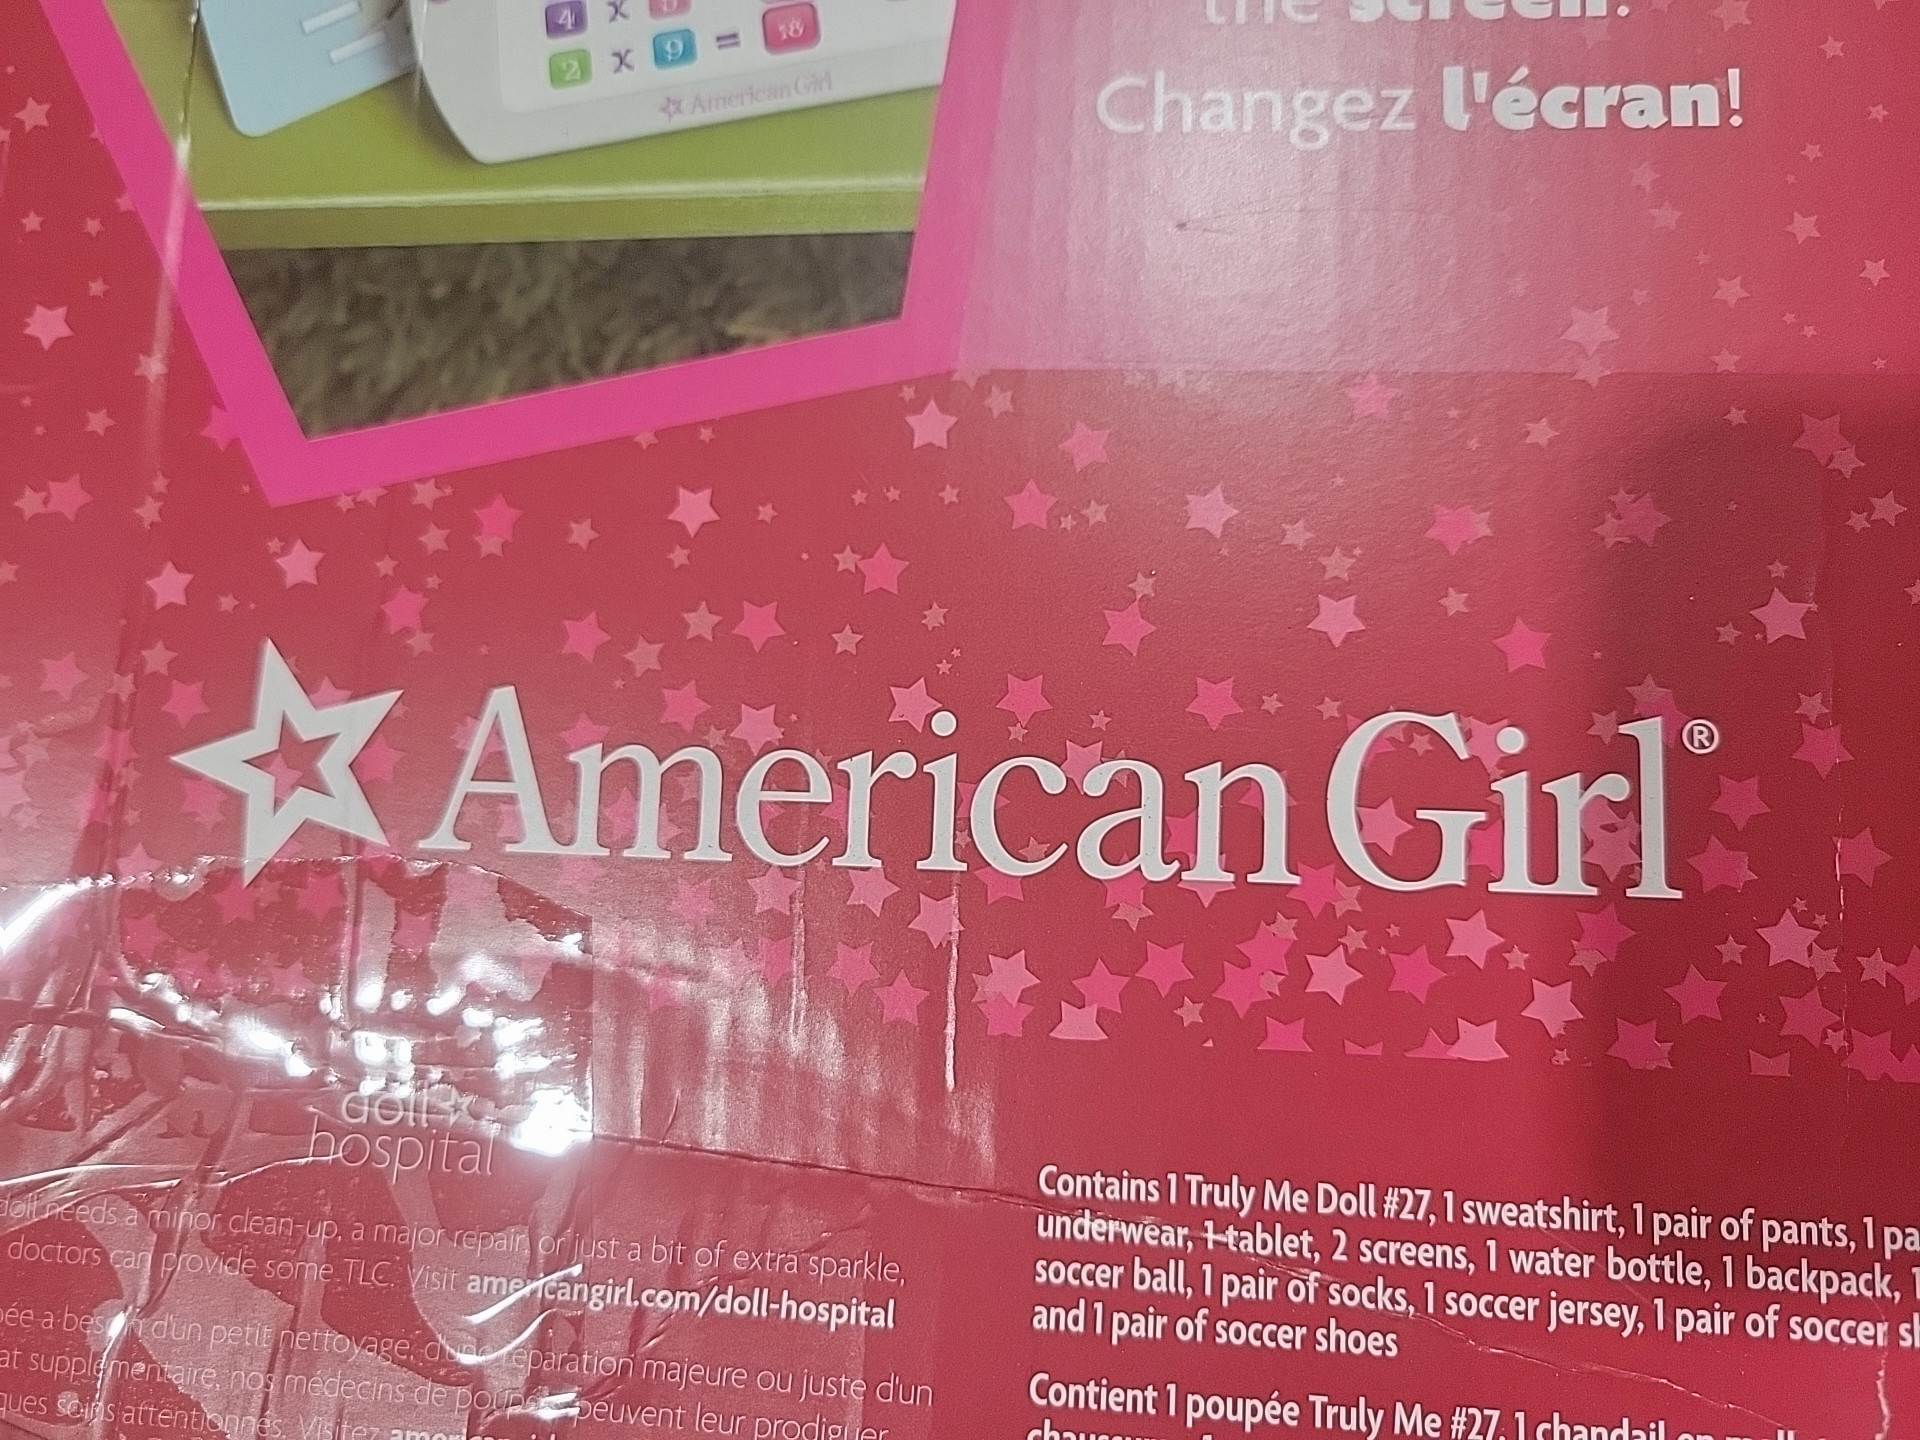 4 x 5
2 x 9 = 18
American Girl
the screen!
Changez l'écran!
American Girl®
doll
hospital
doll needs a minor clean-up, a major repair, or just a bit of extra sparkle,
doctors can provide some TLC. Visit americangirl.com/doll-hospital
a besoin d'un petit nettoyage, d'une réparation majeure ou juste d'un
supplémentaire, nos médecins de poupées peuvent leur prodiguer
soins attentionnés. Visitez
Contains 1 Truly Me Doll #27, 1 sweatshirt, 1 pair of pants, 1
underwear, 1 tablet, 2 screens, 1 water bottle, 1 backpack, 1
soccer ball, 1 pair of socks, 1 soccer jersey, 1 pair of soccer
and 1 pair of soccer shoes
Contient 1 poupée Truly Me #27, 1 chandail